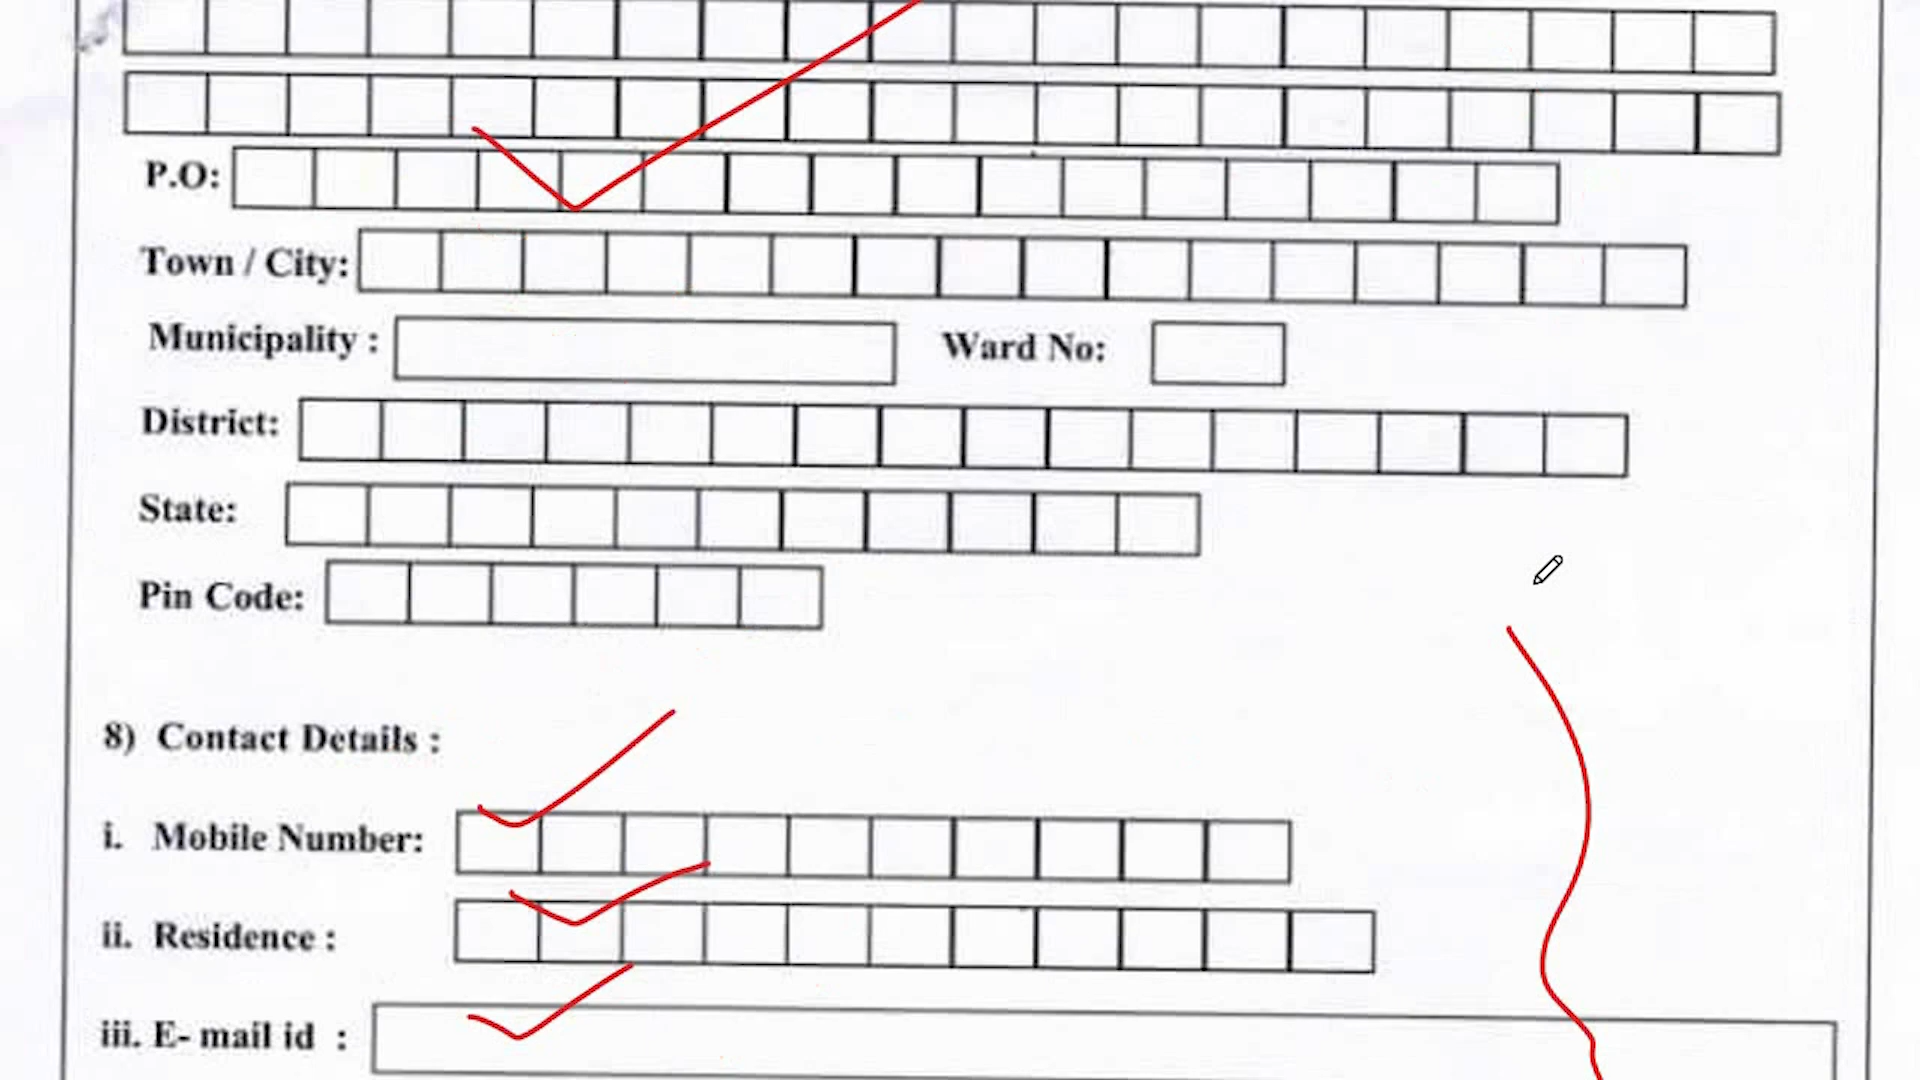 P.O:
Town / City:
Municipality : Ward No:
District:
State:
Pin Code:
8) Contact Details :
i. Mobile Number:
ii. Residence :
iii. E- mail id :